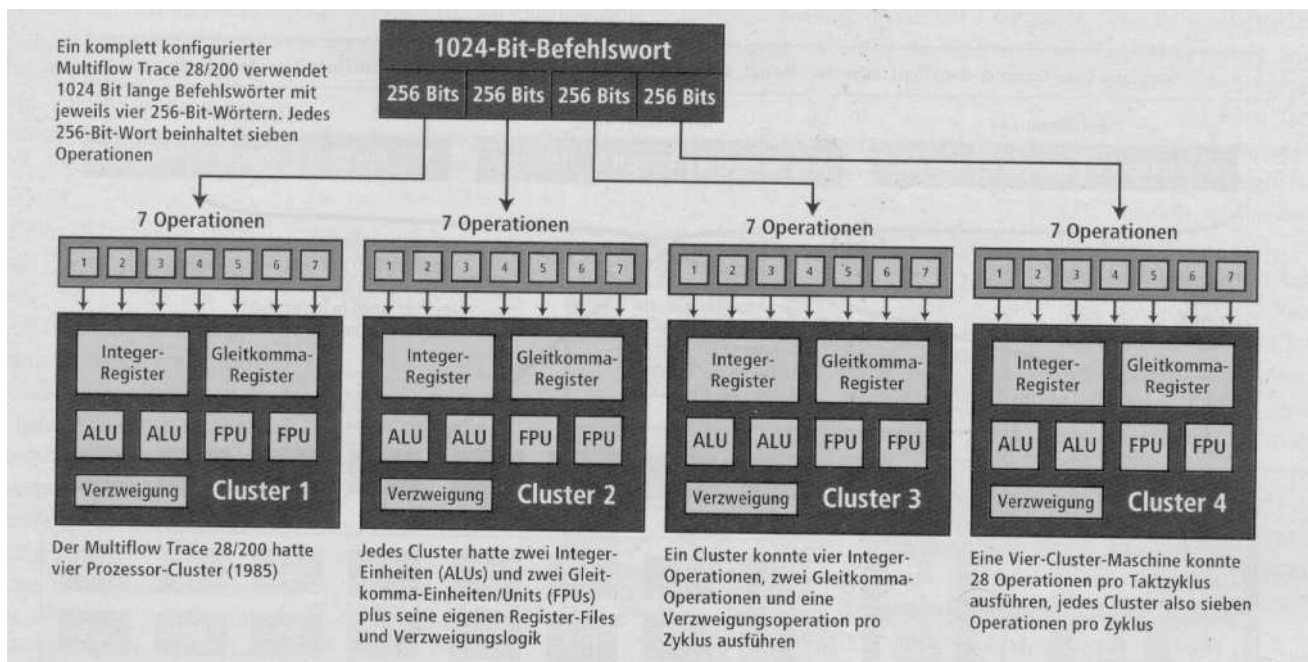 Ein komplett konfigurierter
Multiflow Trace 28/200 verwendet
1024 Bit lange Befehlswörter mit
jeweils vier 256-Bit-Wörtern. Jedes
256-Bit-Wort beinhaltet sieben
Operationen
1024-Bit-Befehlswort
256 Bits 256 Bits 256 Bits 256 Bits
7 Operationen
7 Operationen
7 Operationen
7 Operationen
1 2 3 4 5 6 7
1 2 3 4 5 6 7
1 2 3 4 5 6 7
1 2 3 4 5 6 7
Integer-
Register
Gleitkomma-
Register
ALU ALU FPU FPU
Verzweigung
Cluster 1
Integer-
Register
Gleitkomma-
Register
ALU ALU FPU FPU
Verzweigung
Cluster 2
Integer-
Register
Gleitkomma-
Register
ALU ALU FPU FPU
Verzweigung
Cluster 3
Integer-
Register
Gleitkomma-
Register
ALU ALU FPU FPU
Verzweigung
Cluster 4
Der Multiflow Trace 28/200 hatte
vier Prozessor-Cluster (1985)
Jedes Cluster hatte zwei Integer-
Einheiten (ALUs) und zwei Gleit-
komma-Einheiten/Units (FPUs)
plus seine eigenen Register-Files
und Verzweigungslogik
Ein Cluster konnte vier Integer-
Operationen, zwei Gleitkomma-
Operationen und eine
Verzweigungsoperation pro
Zyklus ausführen
Eine Vier-Cluster-Maschine konnte
28 Operationen pro Taktzyklus
ausführen, jedes Cluster also sieben
Operationen pro Zyklus